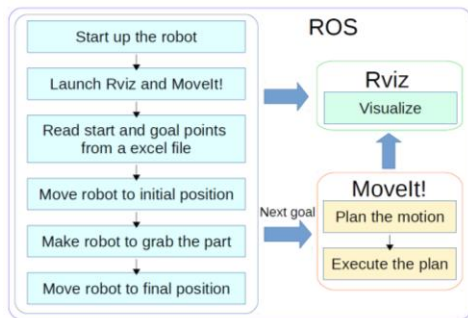 ROS
Start up the robot
Launch Rviz and MoveIt!
Read start and goal points
from a excel file
Move robot to initial position
Make robot to grab the part
Move robot to final position
Next goal
Rviz
Visualize
MoveIt!
Plan the motion
Execute the plan